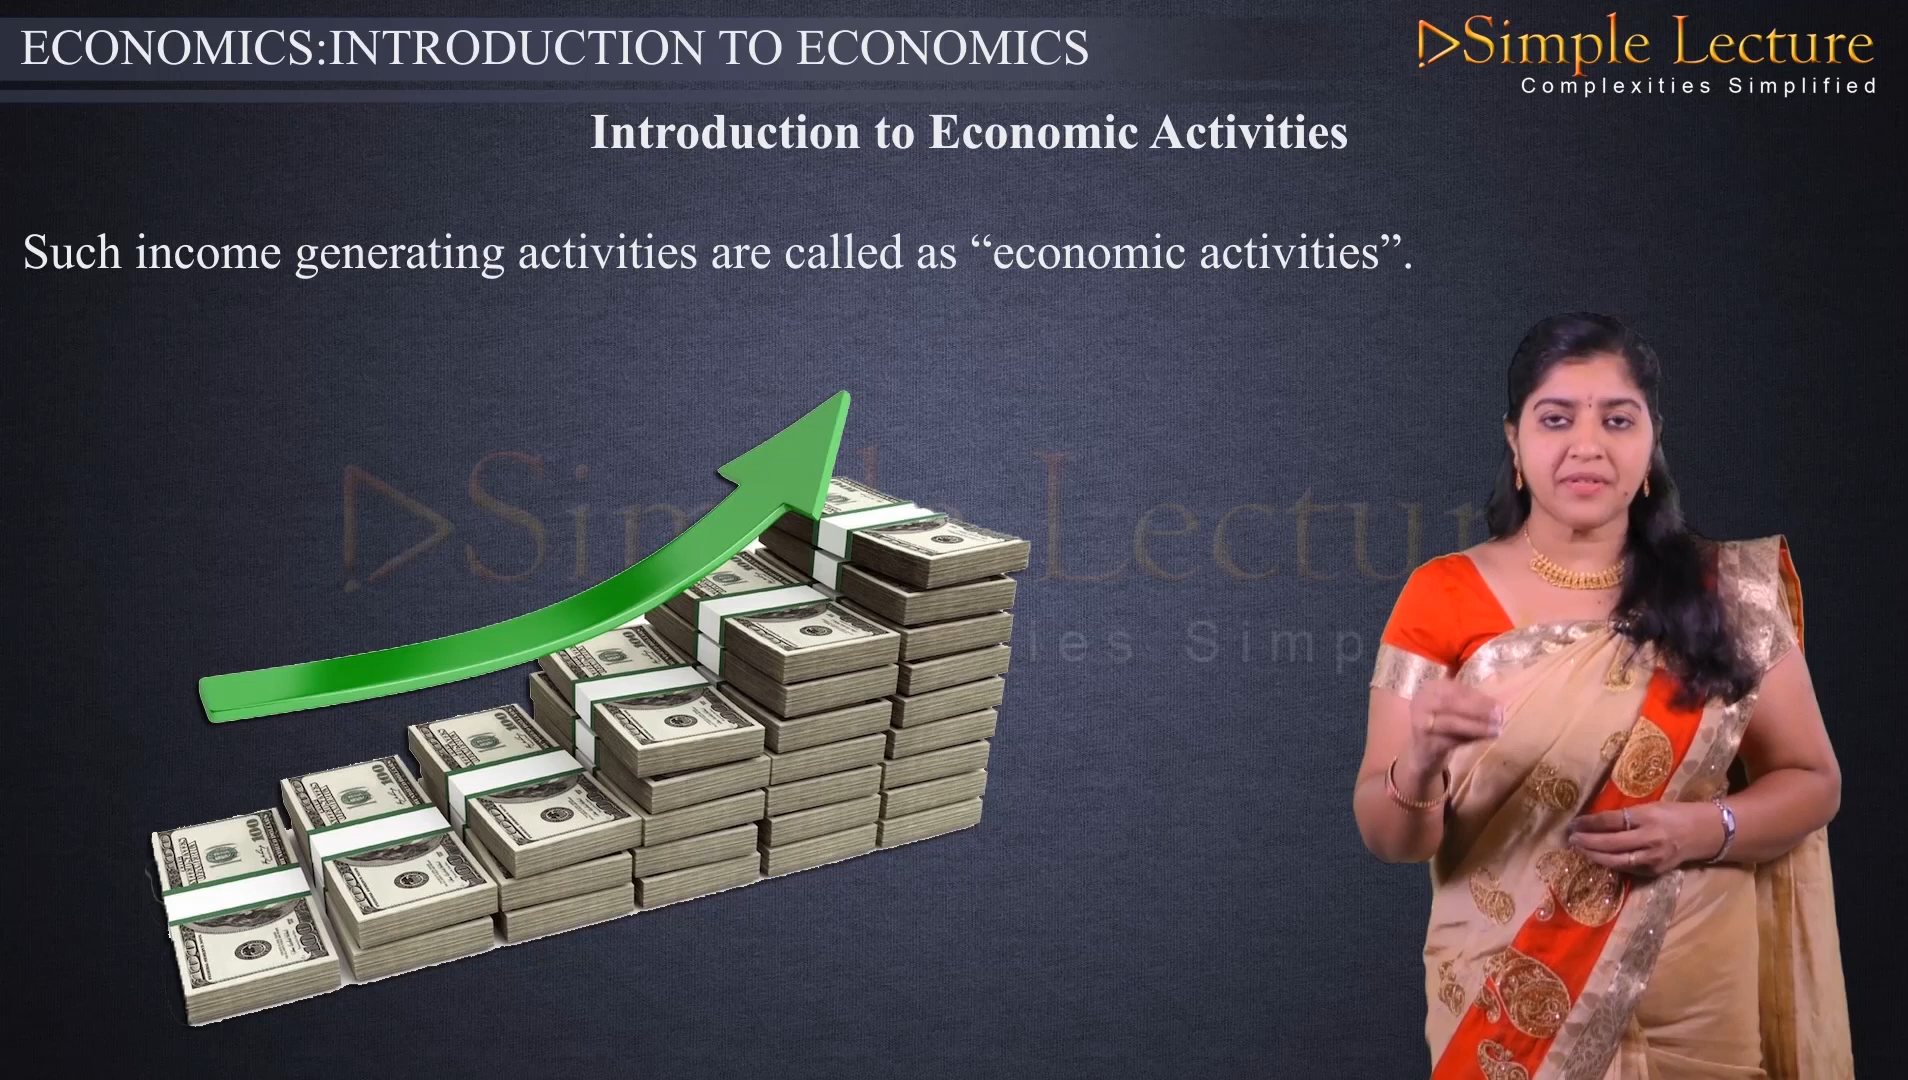 ECONOMICS:INTRODUCTION TO ECONOMICS
Simple Lecture
Complexities Simplified
Introduction to Economic Activities
Such income generating activities are called as “economic activities”.